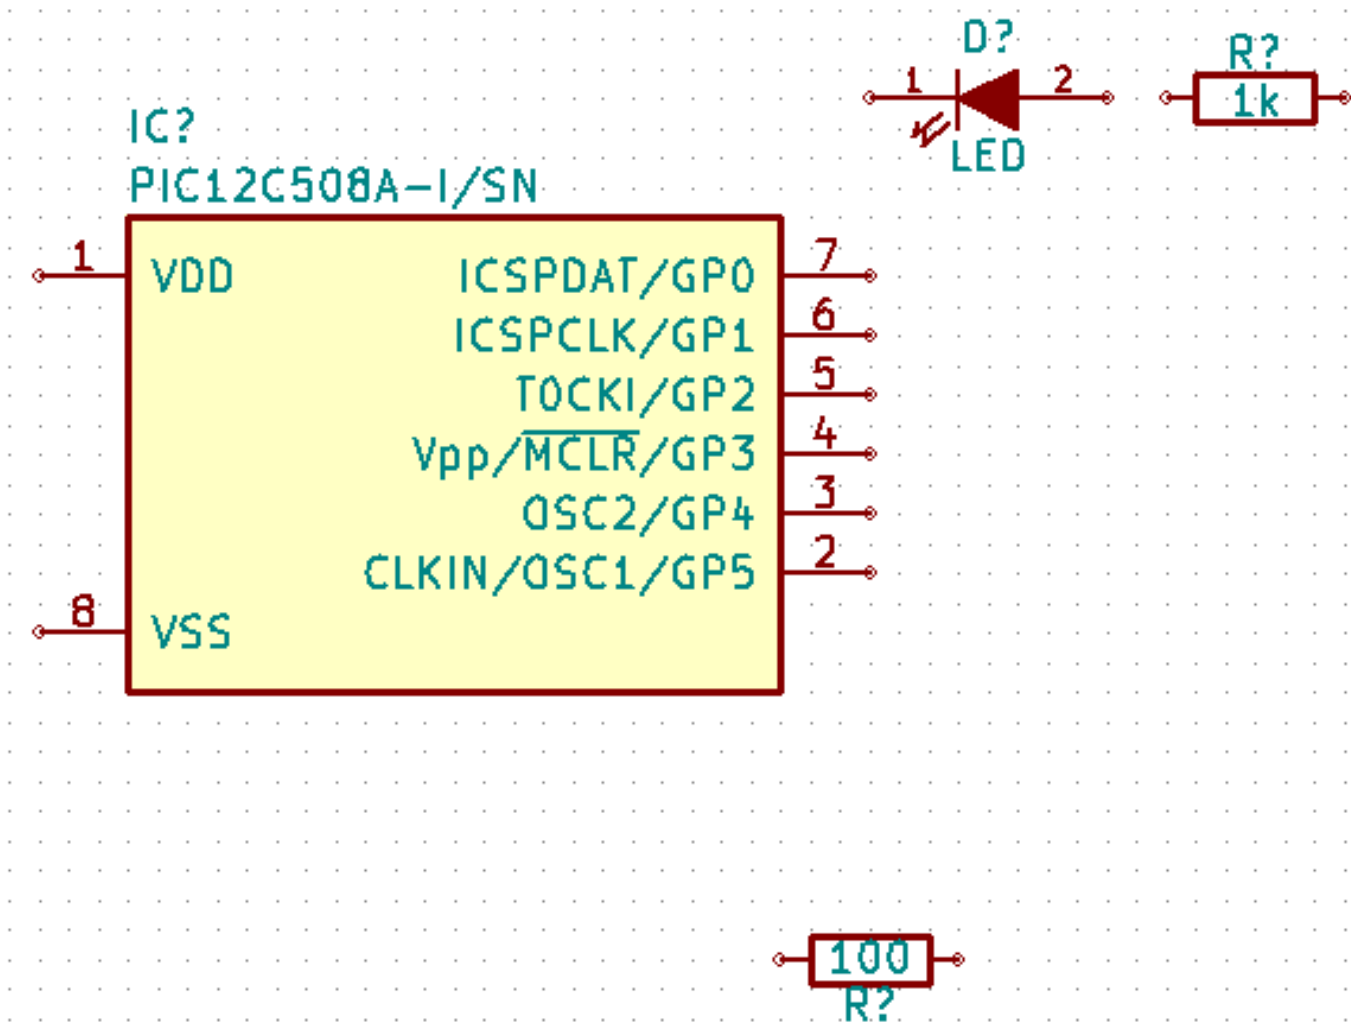 D?
1 2
LED
R?
1k
IC?
PIC12C508A-I/SN
1 VDD
8 VSS
ICSPDAT/GP0 7
ICSPCLK/GP1 6
T0CKI/GP2 5
Vpp/MCLR/GP3 4
OSC2/GP4 3
CLKIN/OSC1/GP5 2
100
R?